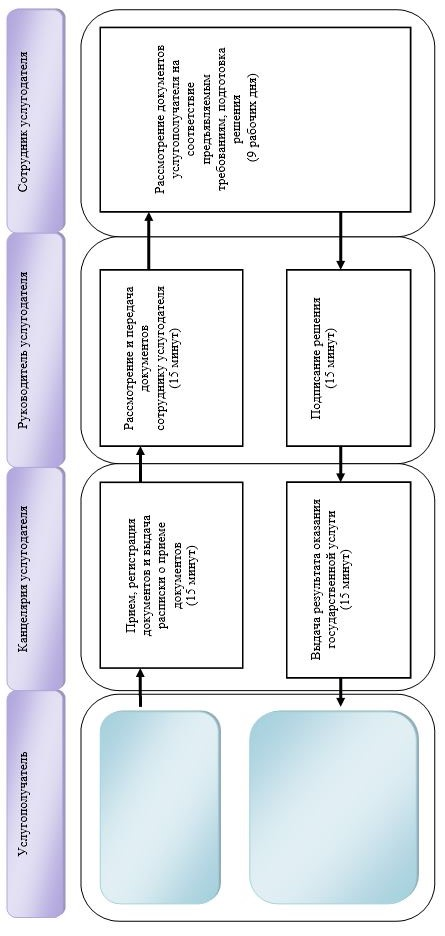 Услугополучатель
Канцелярия услугодателя
Руководитель услугодателя
Сотрудник услугодателя
Прием, регистрация
документов и выдача
расписки о приеме
документов
(15 минут)
Рассмотрение и передача
документов
сотруднику услугодателя
(15 минут)
Рассмотрение документов
услугополучателя на
соответствие
предъявляемым
требованиям, подготовка
решения
(9 рабочих дня)
Подписание решения
(15 минут)
Выдача результата оказания
государственной услуги
(15 минут)